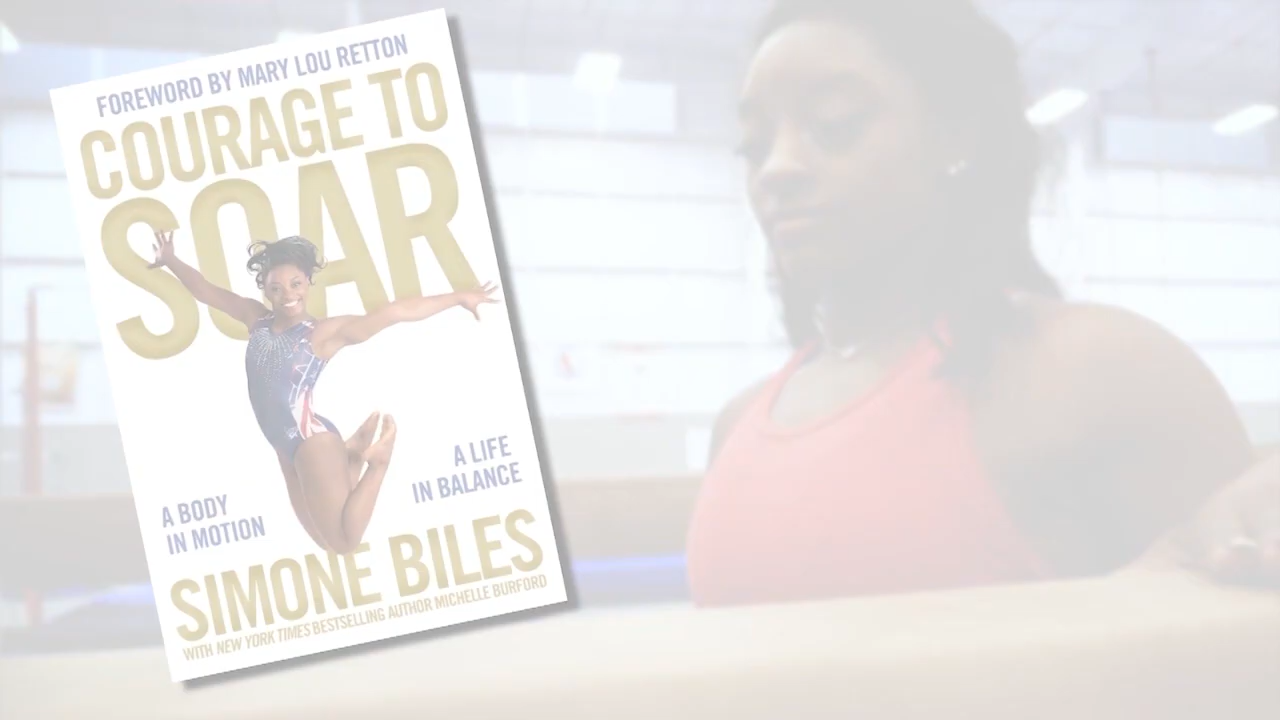 FOREWORD BY MARY LOU RETTON
COURAGE TO
SOAR
A BODY
IN MOTION
A LIFE
IN BALANCE
SIMONE BILES
WITH NEW YORK TIMES BESTSELLING AUTHOR MICHELLE BURFORD